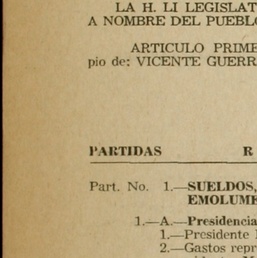 LA H. LI LEGISLAT
A NOMBRE DEL PUEBLO
ARTICULO PRIME
pio de: VICENTE GUERR
PARTIDAS R
Part. No. 1.—SUELDOS,
EMOLUME
1.—A.—Presidencia
1.—Presidente
2.—Gastos repr